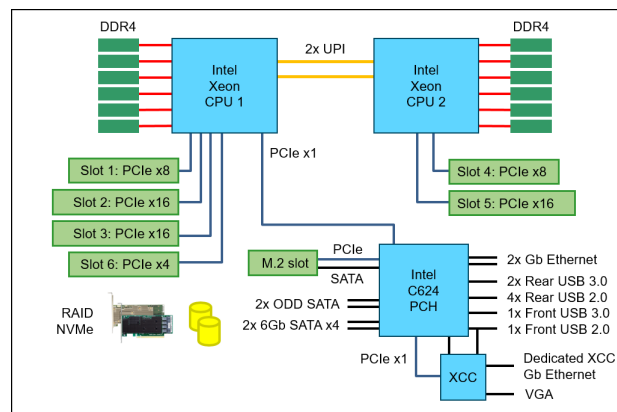 DDR4
DDR4
2x UPI
Intel
Xeon
CPU 1
Intel
Xeon
CPU 2
PCIe x1
Slot 1: PCIe x8
Slot 2: PCIe x16
Slot 3: PCIe x16
Slot 6: PCIe x4
Slot 4: PCIe x8
Slot 5: PCIe x16
M.2 slot
PCIe
SATA
Intel
C624
PCH
2x ODD SATA
2x 6Gb SATA x4
2x Gb Ethernet
2x Rear USB 3.0
4x Rear USB 2.0
1x Front USB 3.0
1x Front USB 2.0
RAID
NVMe
PCIe x1
XCC
Dedicated XCC
Gb Ethernet
VGA